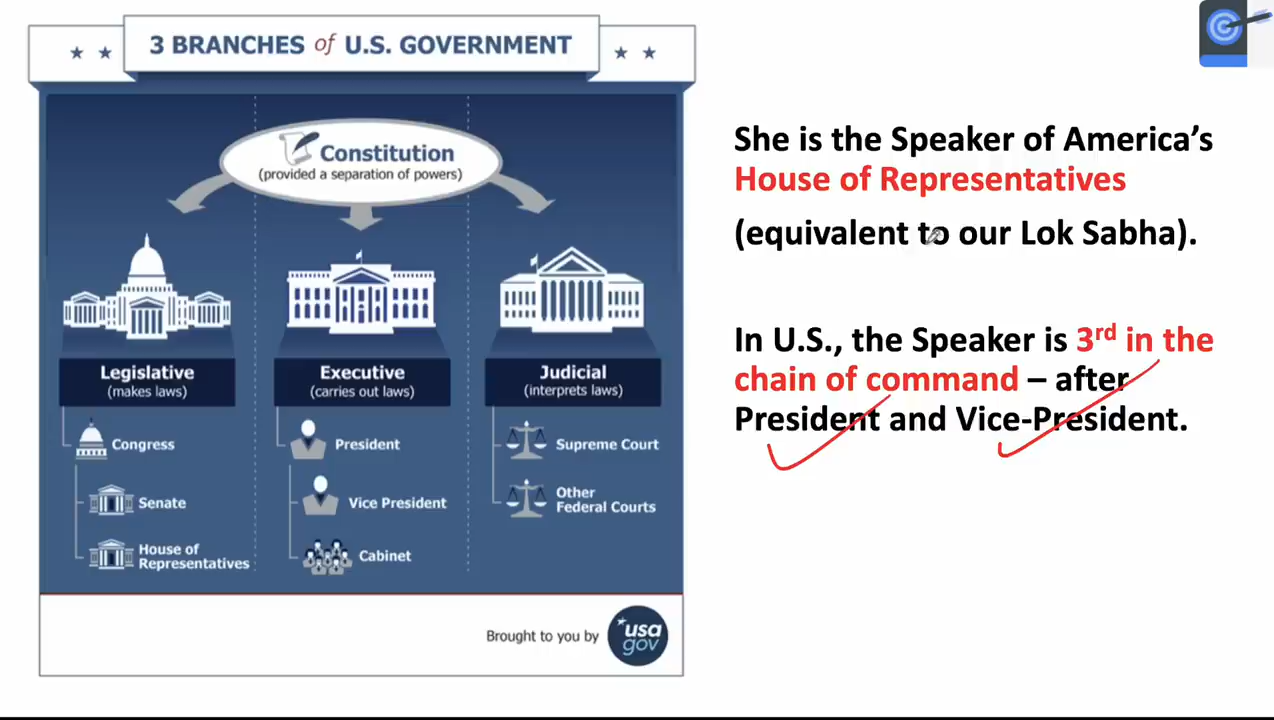 3 BRANCHES of U.S. GOVERNMENT
Constitution
(provided a separation of powers)
Legislative
(makes laws)
Congress
Senate
House of
Representatives
Executive
(carries out laws)
President
Vice President
Cabinet
Judicial
(interprets laws)
Supreme Court
Other
Federal Courts
Brought to you by
usa
gov
She is the Speaker of America’s
House of Representatives
(equivalent to our Lok Sabha).
In U.S., the Speaker is 3rd in the
chain of command – after
President and Vice-President.